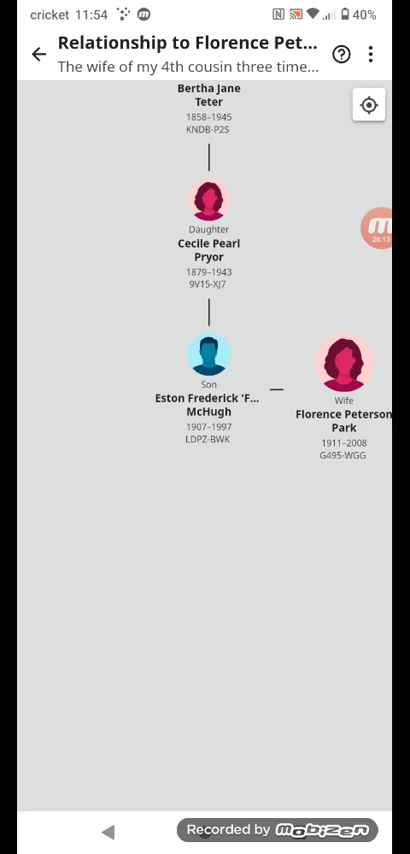 cricket 11:54 40%
Relationship to Florence Pet...
The wife of my 4th cousin three time...
Bertha Jane
Teter
1858–1945
KNDB-P2S
26:15
Daughter
Cecile Pearl
Pryor
1879–1943
9V15-XJ7
Son
Eston Frederick ‘F...
McHugh
1907–1997
LDPZ-BWK
Wife
Florence Peterson
Park
1911–2008
G495-WGG
Recorded by mobizen